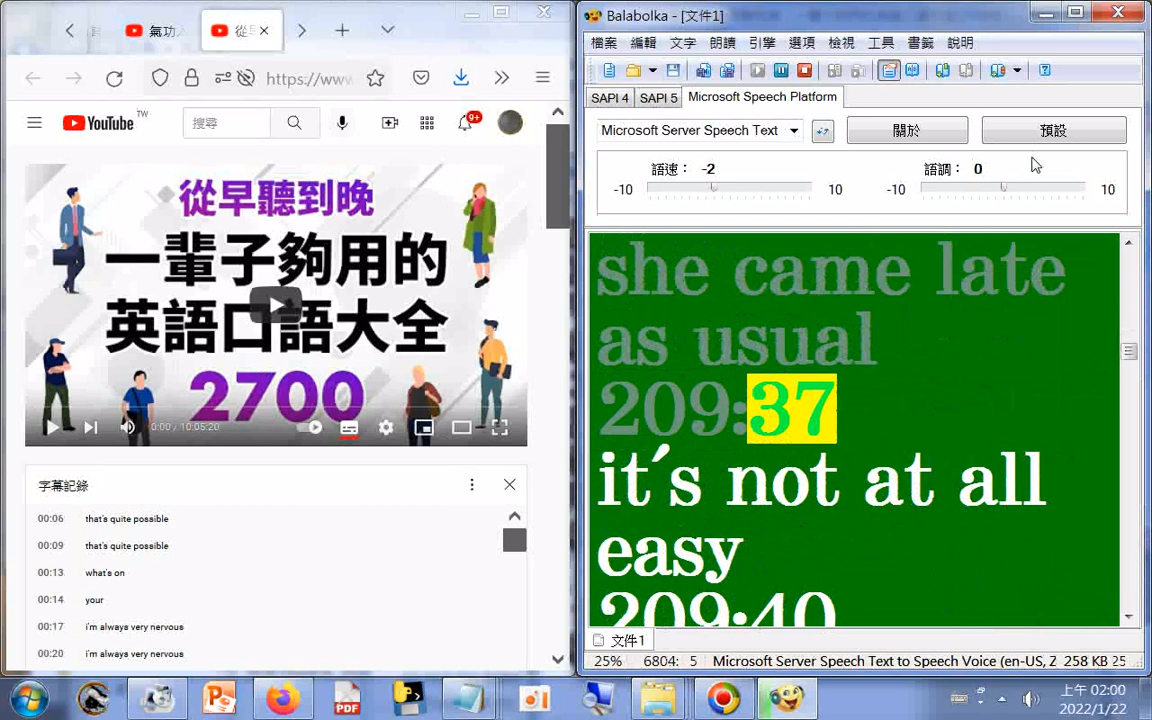 氣功
從
https://www
YouTube TW
搜尋
9+
從早聽到晚
一輩子夠用的
英語口語大全
2700
0:00 / 10:05:20
字幕記錄
00:06 that's quite possible
00:09 that's quite possible
00:13 what's on
00:14 your
00:17 i'm always very nervous
00:20 i'm always very nervous
Balabolka - [文件1]
檔案 編輯 文字 朗讀 引擎 選項 檢視 工具 書籤 說明
SAPI 4 SAPI 5 Microsoft Speech Platform
Microsoft Server Speech Text 關於 預設
語速： -2 語調： 0
-10 10 -10 10
she came late
as usual
209:37
it's not at all
easy
209:40
文件1
25% 6804: 5 Microsoft Server Speech Text to Speech Voice (en-US, Z 258 KB 25
PDF
上午 02:00
2022/1/22